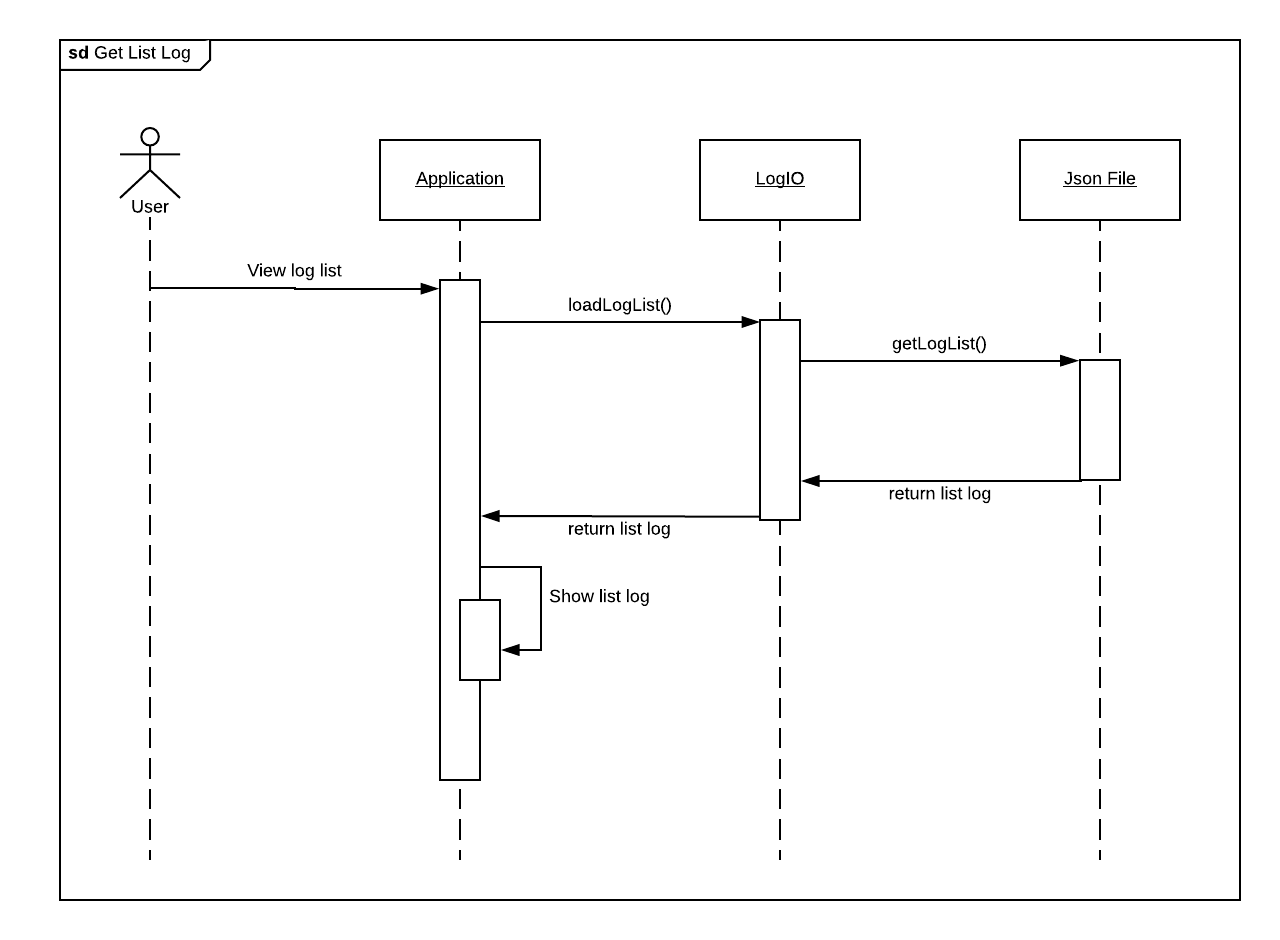 sd Get List Log
User
Application
LogIO
Json File
View log list
loadLogList()
getLogList()
return list log
return list log
Show list log